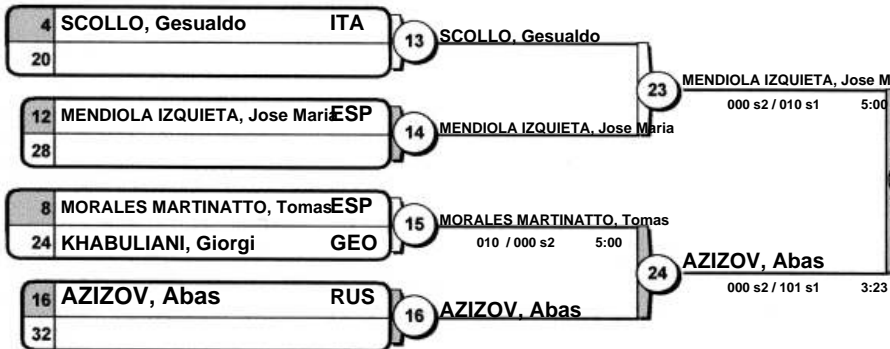 4 SCOLLO, Gesualdo ITA
20
13 SCOLLO, Gesualdo
12 MENDIOLA IZQUIETA, Jose Maria ESP
28
14 MENDIOLA IZQUIETA, Jose Maria
23 MENDIOLA IZQUIETA, Jose M
000 s2 / 010 s1 5:00
8 MORALES MARTINATTO, Tomas ESP
24 KHABULIANI, Giorgi GEO
15 MORALES MARTINATTO, Tomas
010 / 000 s2 5:00
16 AZIZOV, Abas RUS
32
16 AZIZOV, Abas
24 AZIZOV, Abas
000 s2 / 101 s1 3:23